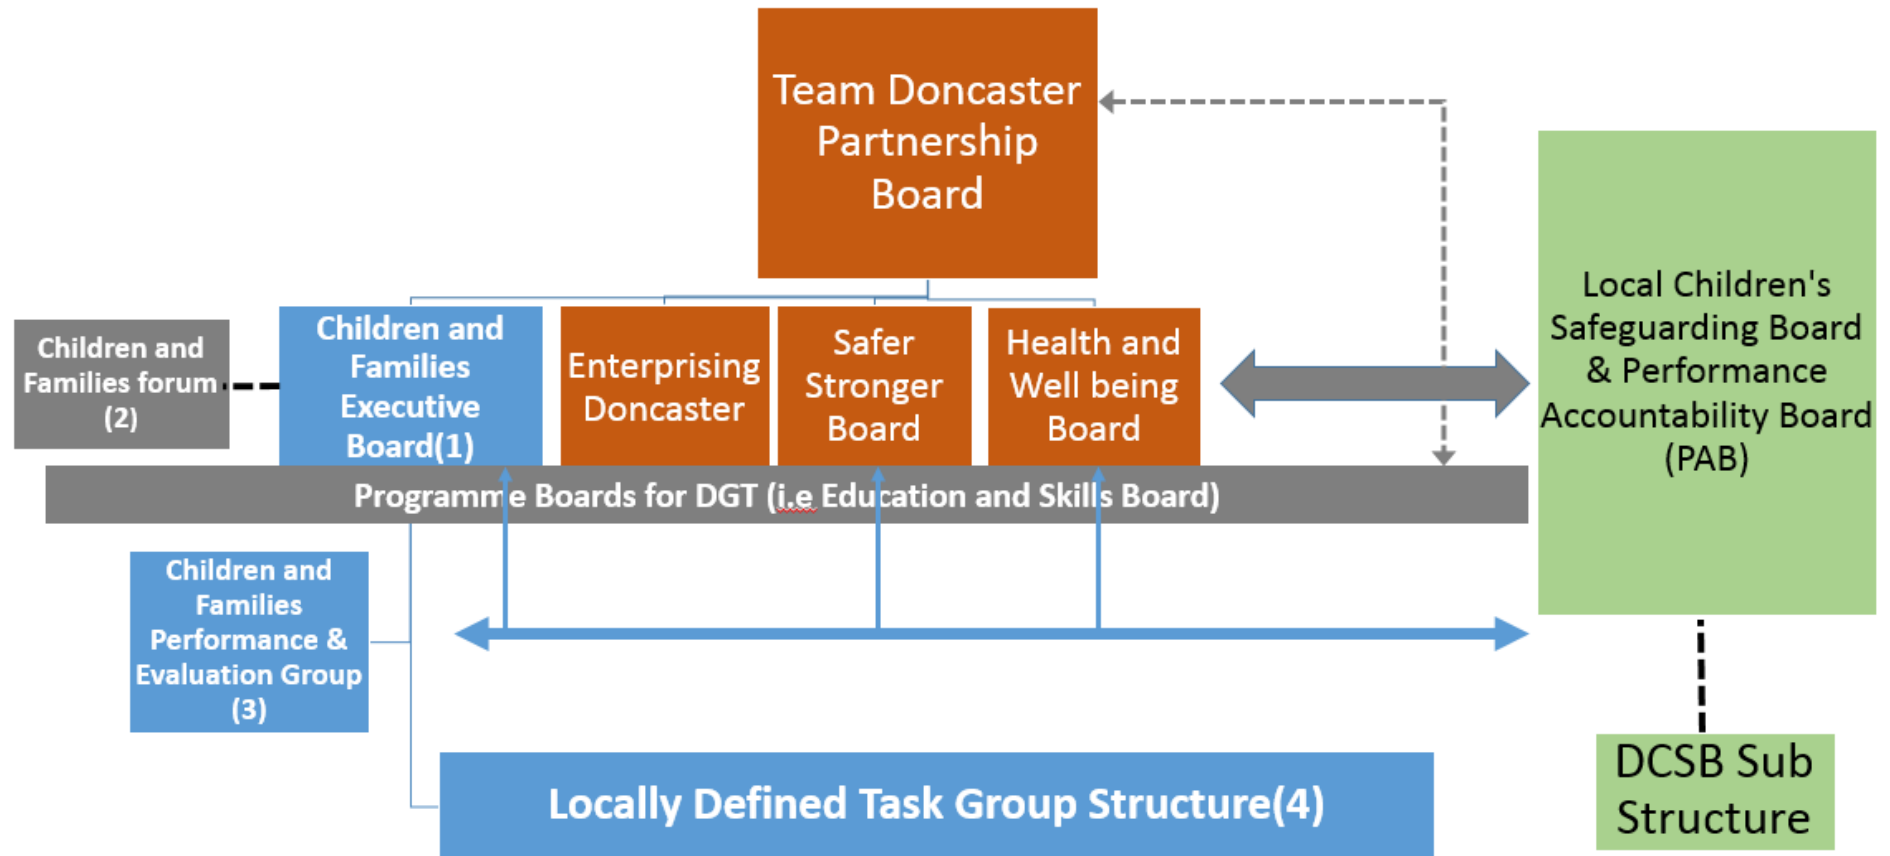 Team Doncaster
Partnership
Board
Local Children's
Safeguarding Board
& Performance
Accountability Board
(PAB)
Children and
Families forum
(2)
Children and
Families
Executive
Board(1)
Enterprising
Doncaster
Safer
Stronger
Board
Health and
Well being
Board
Programme Boards for DGT (i.e Education and Skills Board)
Children and
Families
Performance &
Evaluation Group
(3)
Locally Defined Task Group Structure(4)
DCSB Sub
Structure